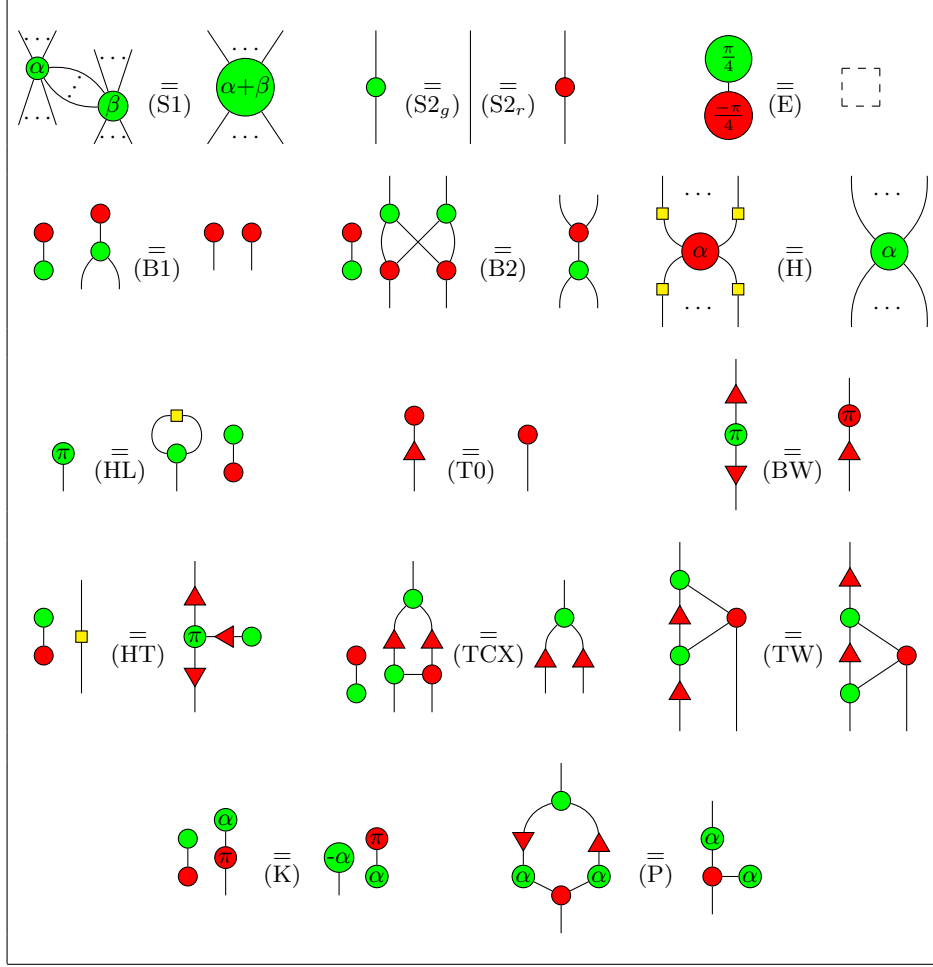 ··· ··· ···
α α+β π/4
··· ··· β = = = =
(S1) (S2g) (S2r) -π/4 (E)
··· ··· ···
··· ···
= = α = α
(B1) (B2) (H)
··· ···
π = = π = π
(HL) (T0) (BW)
= π = =
(HT) (TCX) (TW)
α π α
π = -α α α α = α
(K) (P)